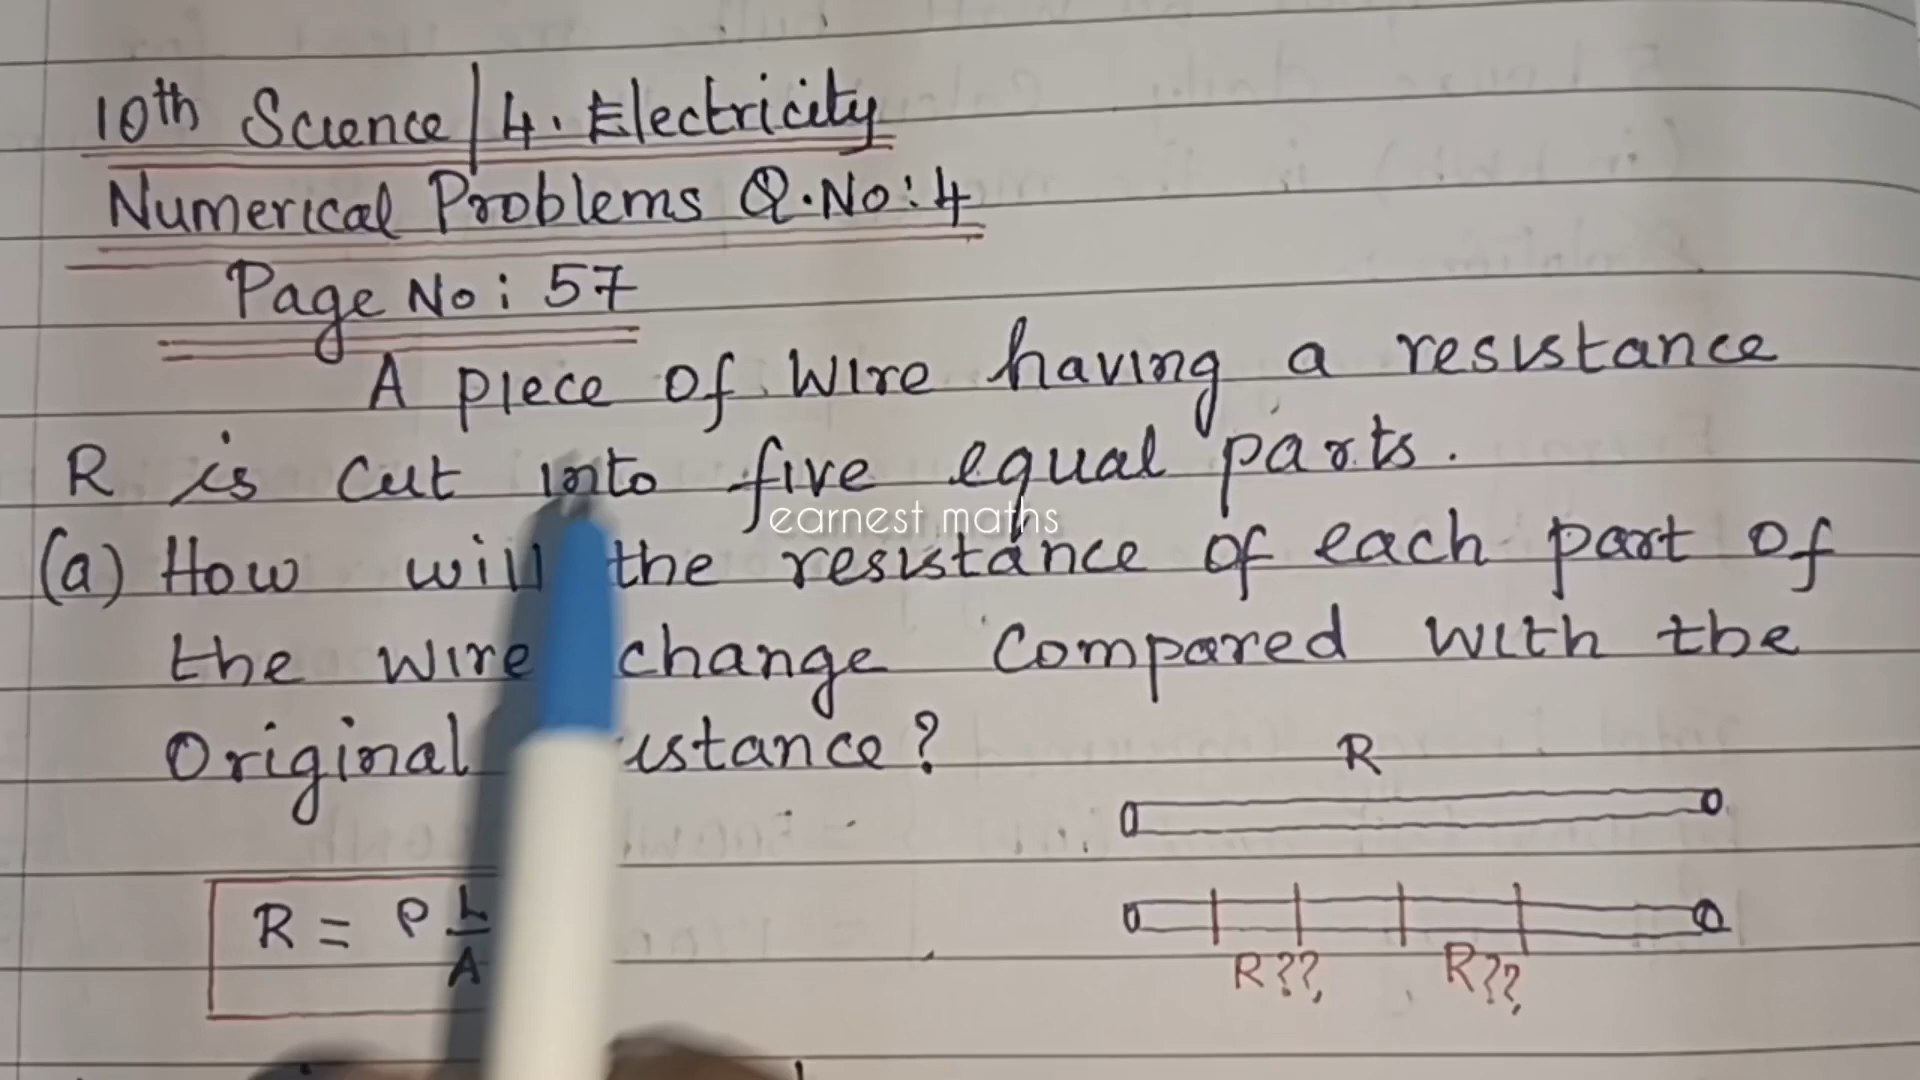 10th Science / 4. Electricity
Numerical Problems Q.No:4
Page No: 57
A piece of wire having a resistance
R is cut into five equal parts.
earnest maths
(a) How will the resistance of each part of
the wire change compared with the
Original istance?
R
R = ρ L/A
R??, R??